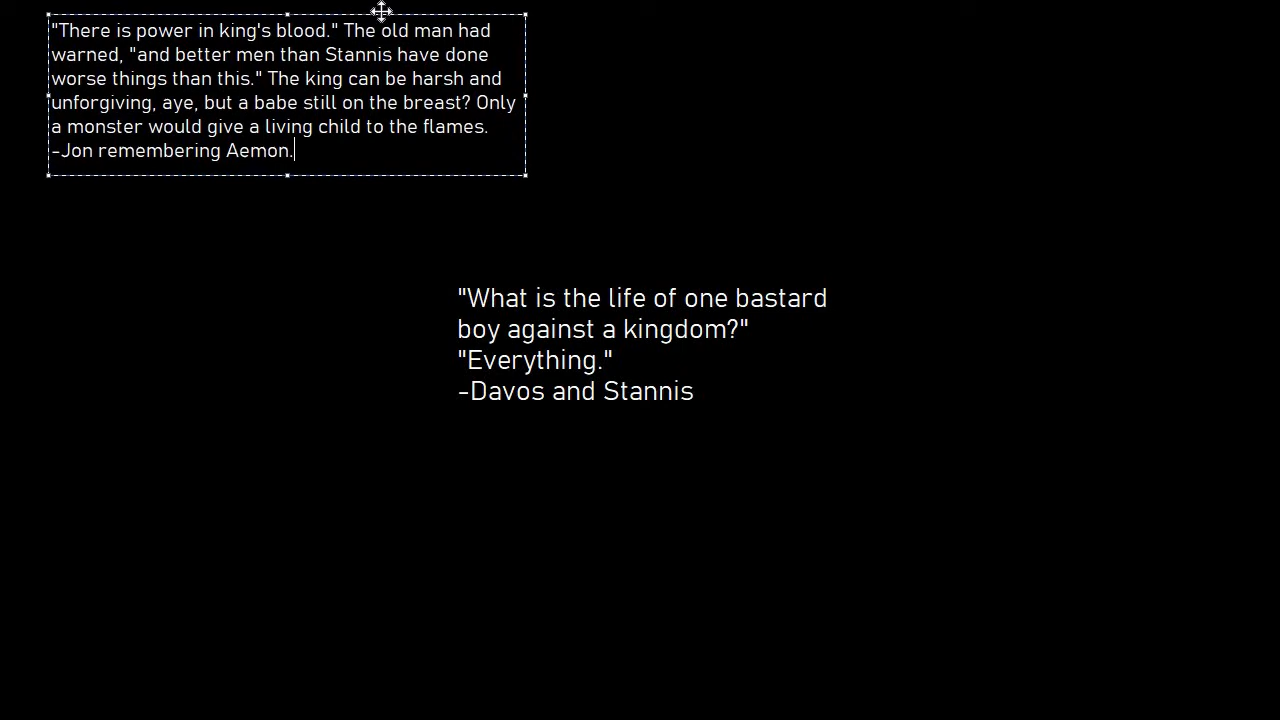 "There is power in king's blood." The old man had
warned, "and better men than Stannis have done
worse things than this." The king can be harsh and
unforgiving, aye, but a babe still on the breast? Only
a monster would give a living child to the flames.
-Jon remembering Aemon.
"What is the life of one bastard
boy against a kingdom?"
"Everything."
-Davos and Stannis